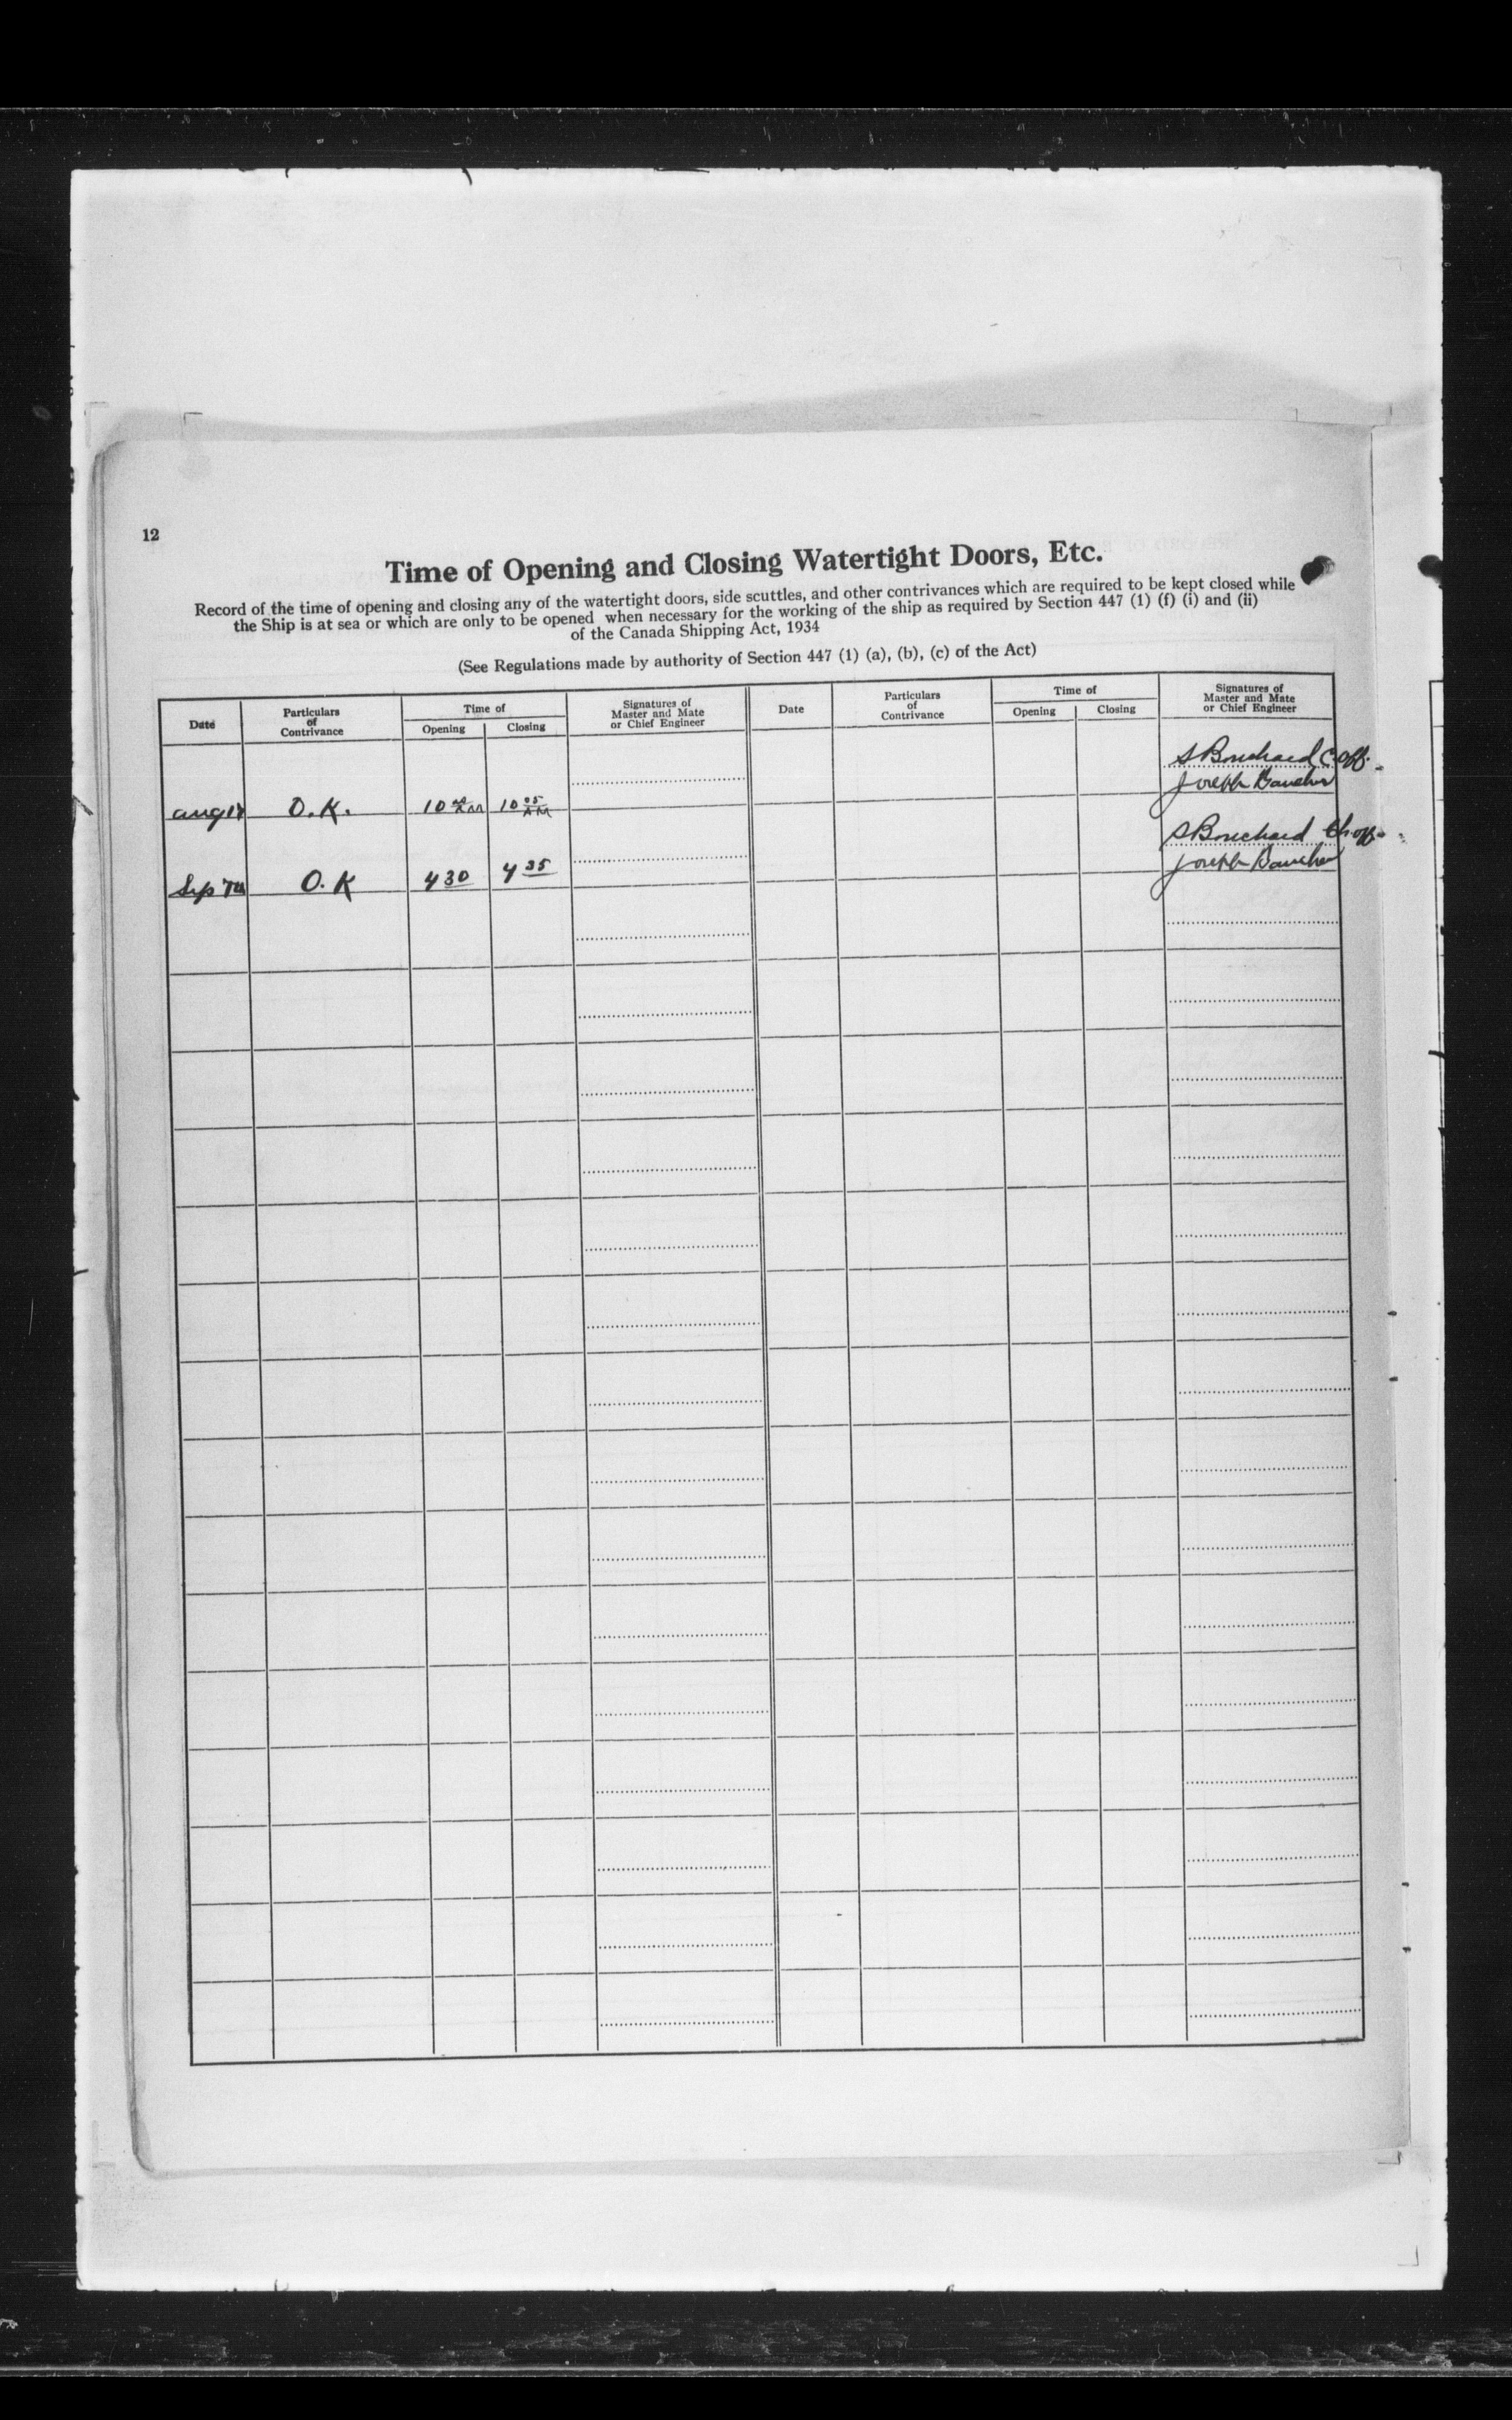 12
Time of Opening and Closing Watertight Doors, Etc.
Record of the time of opening and closing any of the watertight doors, side scuttles, and other contrivances which are required to be kept closed while
the Ship is at sea or which are only to be opened when necessary for the working of the ship as required by Section 447 (1) (f) (i) and (ii)
of the Canada Shipping Act, 1934
(See Regulations made by authority of Section 447 (1) (a), (b), (c) of the Act)
Date
Particulars
of
Contrivance
Time of
Opening
Closing
Signatures of
Master and Mate
or Chief Engineer
Date
Particulars
of
Contrivance
Time of
Opening
Closing
Signatures of
Master and Mate
or Chief Engineer
S Bouchard C. Off.
Joseph
Aug O.K. 10 10 05 AM
S Bouchard Ch off.
Joseph
Sep O.K 4 30 4 35